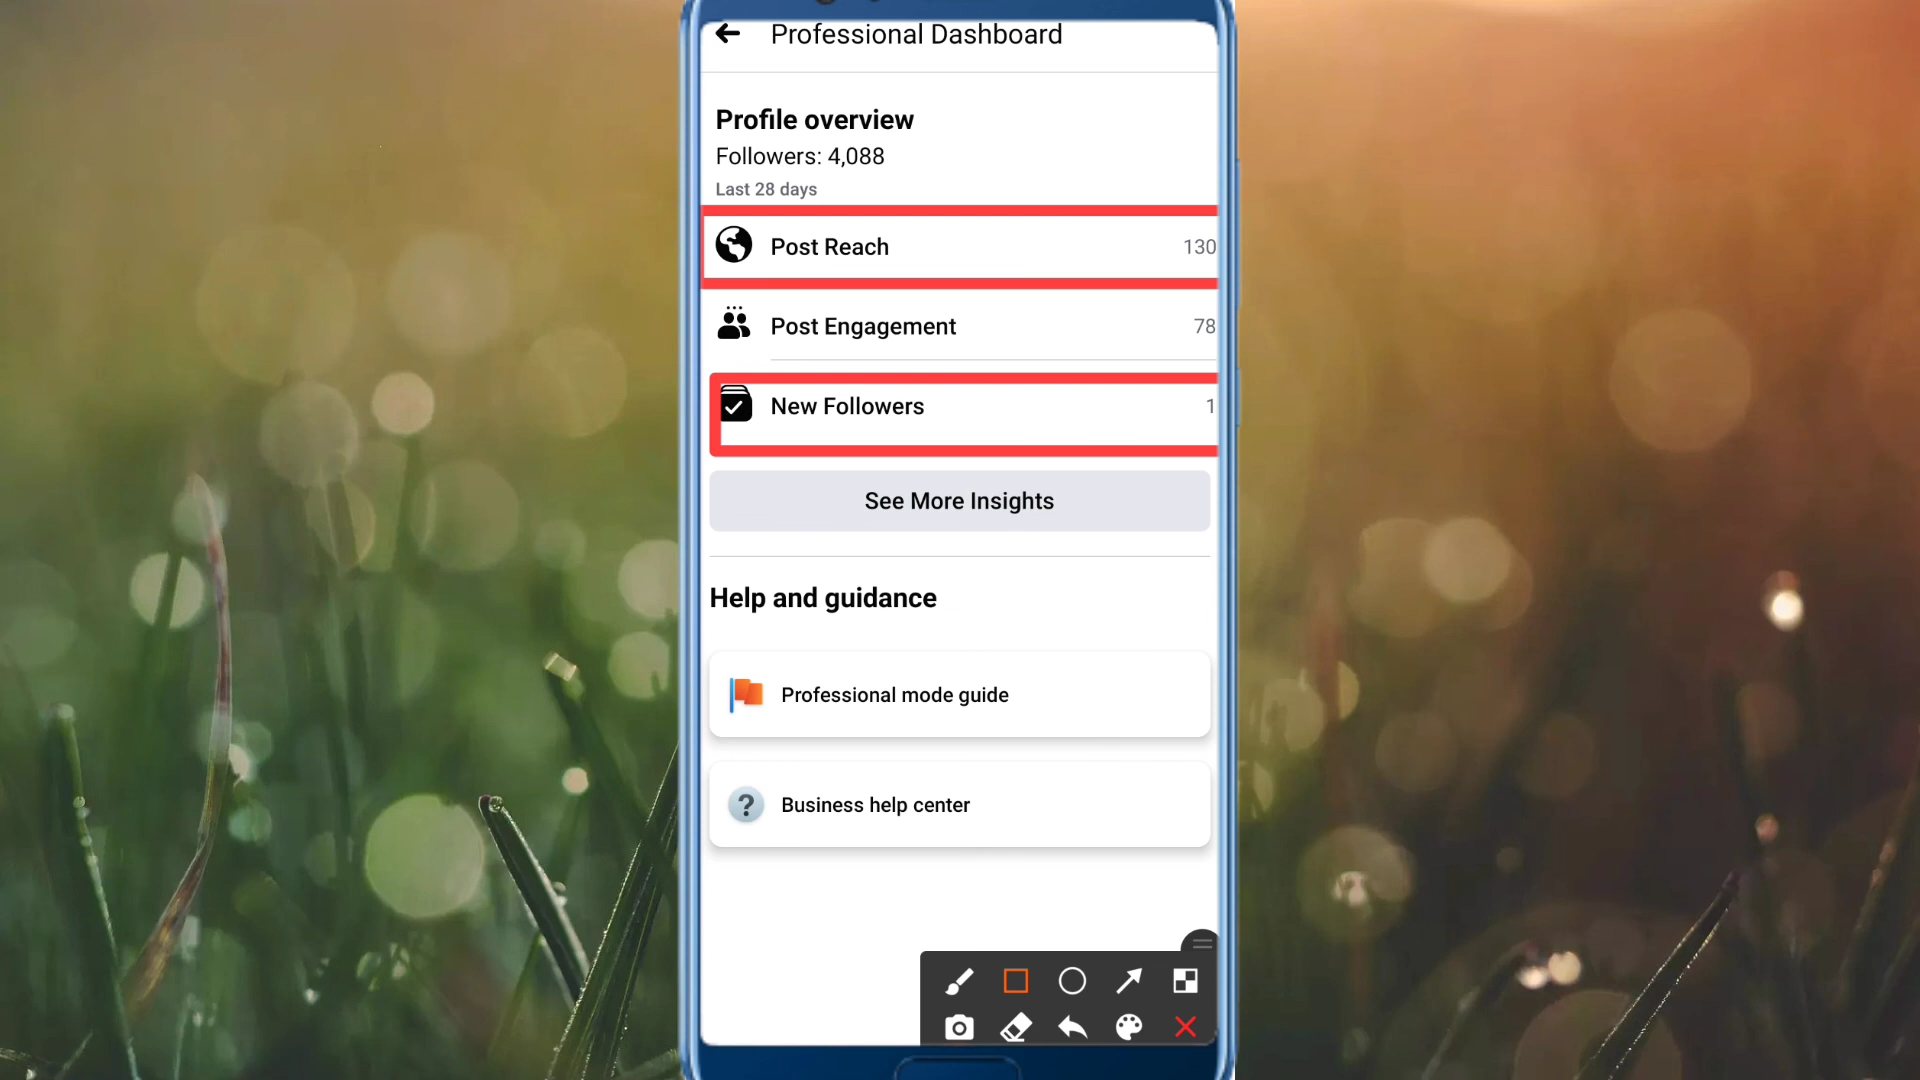 Professional Dashboard
Profile overview
Followers: 4,088
Last 28 days
Post Reach 130
Post Engagement 78
New Followers 1
See More Insights
Help and guidance
Professional mode guide
? Business help center